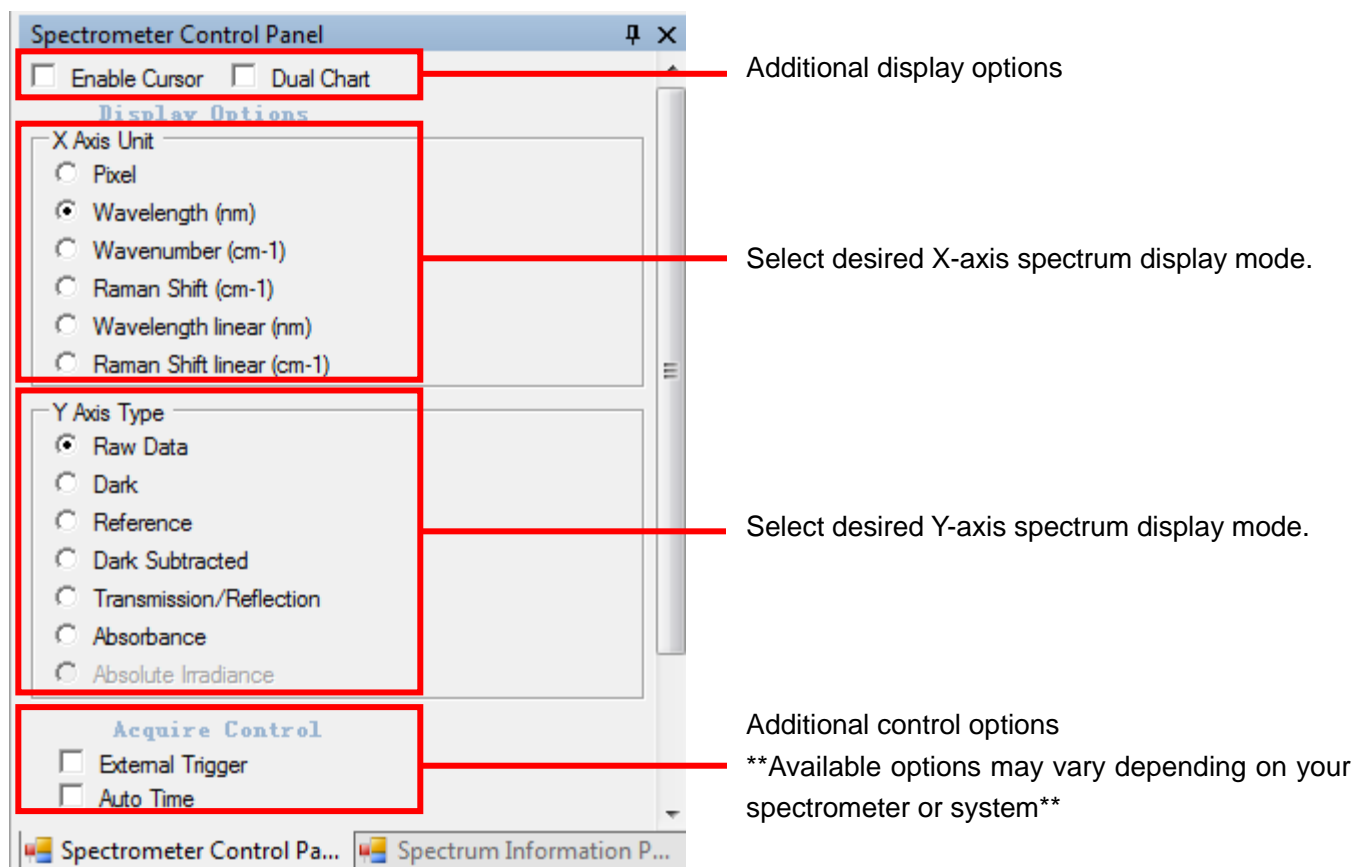 Spectrometer Control Panel
Enable Cursor Dual Chart
Additional display options
Display Options
X Axis Unit
Pixel
Wavelength (nm)
Wavenumber (cm-1)
Raman Shift (cm-1)
Wavelength linear (nm)
Raman Shift linear (cm-1)
Select desired X-axis spectrum display mode.
Y Axis Type
Raw Data
Dark
Reference
Dark Subtracted
Transmission/Reflection
Absorbance
Absolute Irradiance
Select desired Y-axis spectrum display mode.
Acquire Control
External Trigger
Auto Time
Additional control options
**Available options may vary depending on your
spectrometer or system**
Spectrometer Control Pa...
Spectrum Information P...